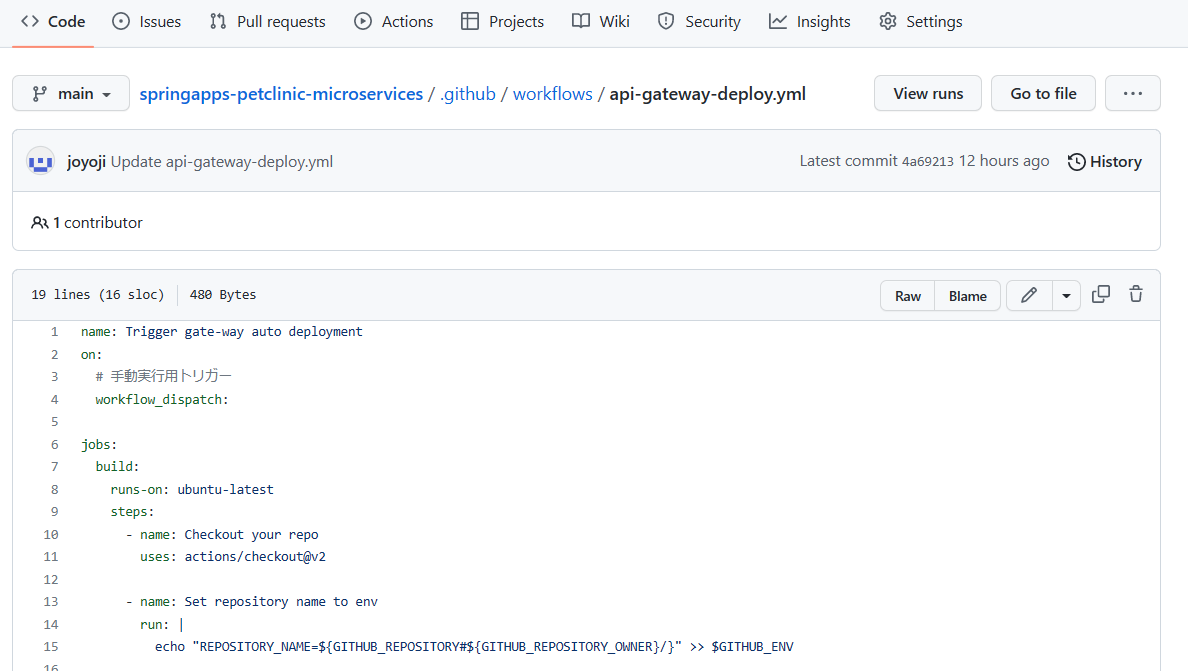 Code Issues Pull requests Actions Projects Wiki Security Insights Settings
main springapps-petclinic-microservices / .github / workflows / api-gateway-deploy.yml View runs Go to file ...
joyoji Update api-gateway-deploy.yml Latest commit 4a69213 12 hours ago History
1 contributor
19 lines (16 sloc) 480 Bytes Raw Blame
1 name: Trigger gate-way auto deployment
2 on:
3 # 手動実行用トリガー
4 workflow_dispatch:
5
6 jobs:
7 build:
8 runs-on: ubuntu-latest
9 steps:
10 - name: Checkout your repo
11 uses: actions/checkout@v2
12
13 - name: Set repository name to env
14 run: |
15 echo "REPOSITORY_NAME=${GITHUB_REPOSITORY#${GITHUB_REPOSITORY_OWNER}/}" >> $GITHUB_ENV
16